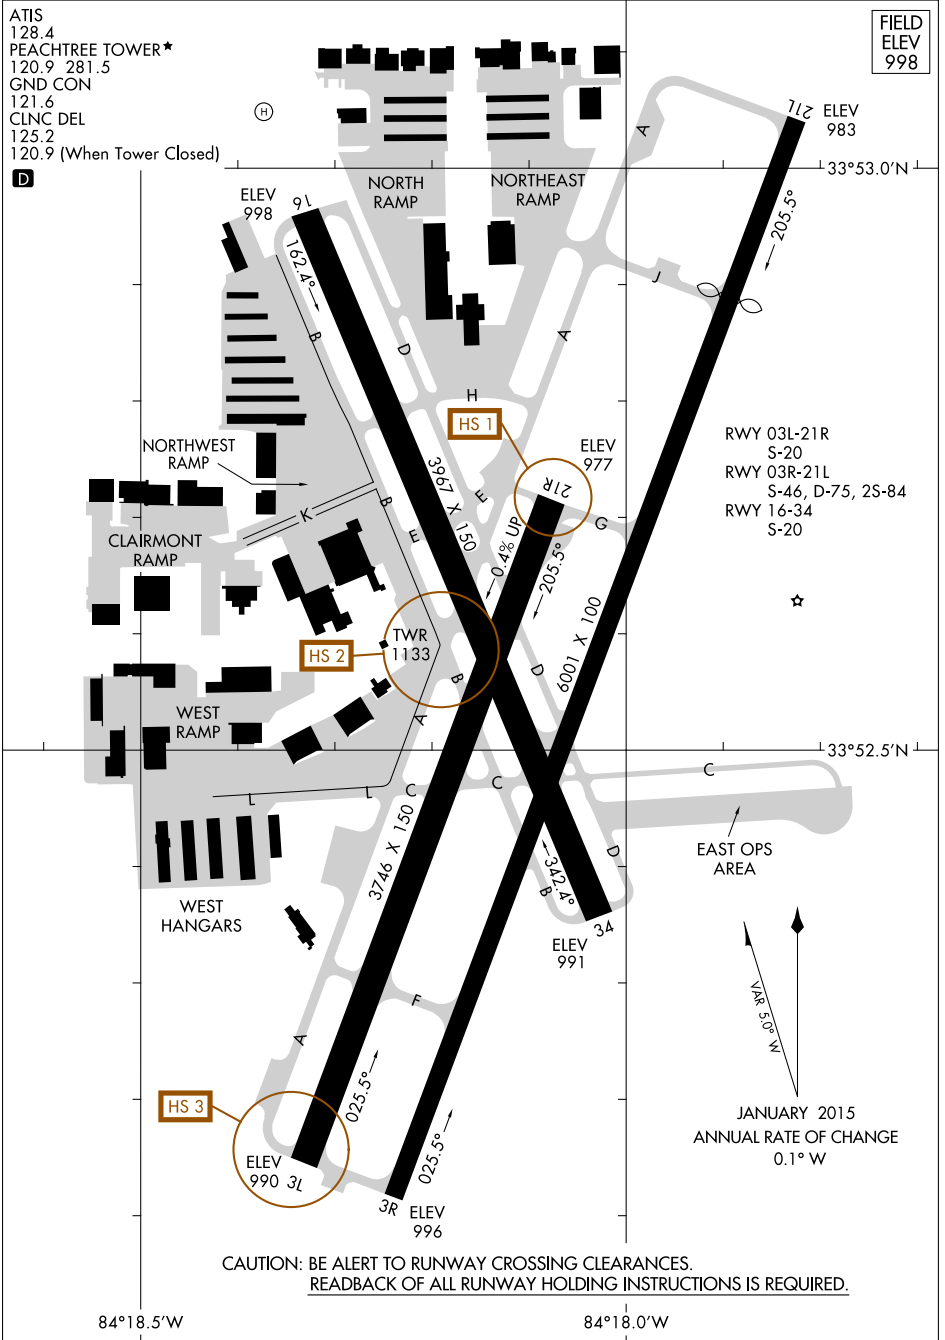 ATIS
128.4
PEACHTREE TOWER★
120.9 281.5
GND CON
121.6
CLNC DEL
125.2
120.9 (When Tower Closed)
D
FIELD
ELEV
998
H
21L
ELEV
983
A
33°53.0'N
NORTH
RAMP
NORTHEAST
RAMP
ELEV
998
16
205.5°
162.4°
J
B
D
A
H
HS 1
ELEV
977
NORTHWEST
RAMP
RWY 03L-21R
S-20
RWY 03R-21L
S-46, D-75, 2S-84
RWY 16-34
S-20
3967 X 150
21R
E
B
G
K
E
0.4% UP
205.5°
CLAIRMONT
RAMP
6001 X 100
TWR
1133
HS 2
D
B
A
WEST
RAMP
33°52.5'N
C
C
C
L
L
3746 X 150
EAST OPS
AREA
D
342.4°
B
WEST
HANGARS
34
ELEV
991
VAR 5.0° W
F
A
025.5°
HS 3
025.5°
JANUARY 2015
ANNUAL RATE OF CHANGE
0.1° W
ELEV
990
3L
3R
ELEV
996
CAUTION: BE ALERT TO RUNWAY CROSSING CLEARANCES.
READBACK OF ALL RUNWAY HOLDING INSTRUCTIONS IS REQUIRED.
84°18.5'W
84°18.0'W